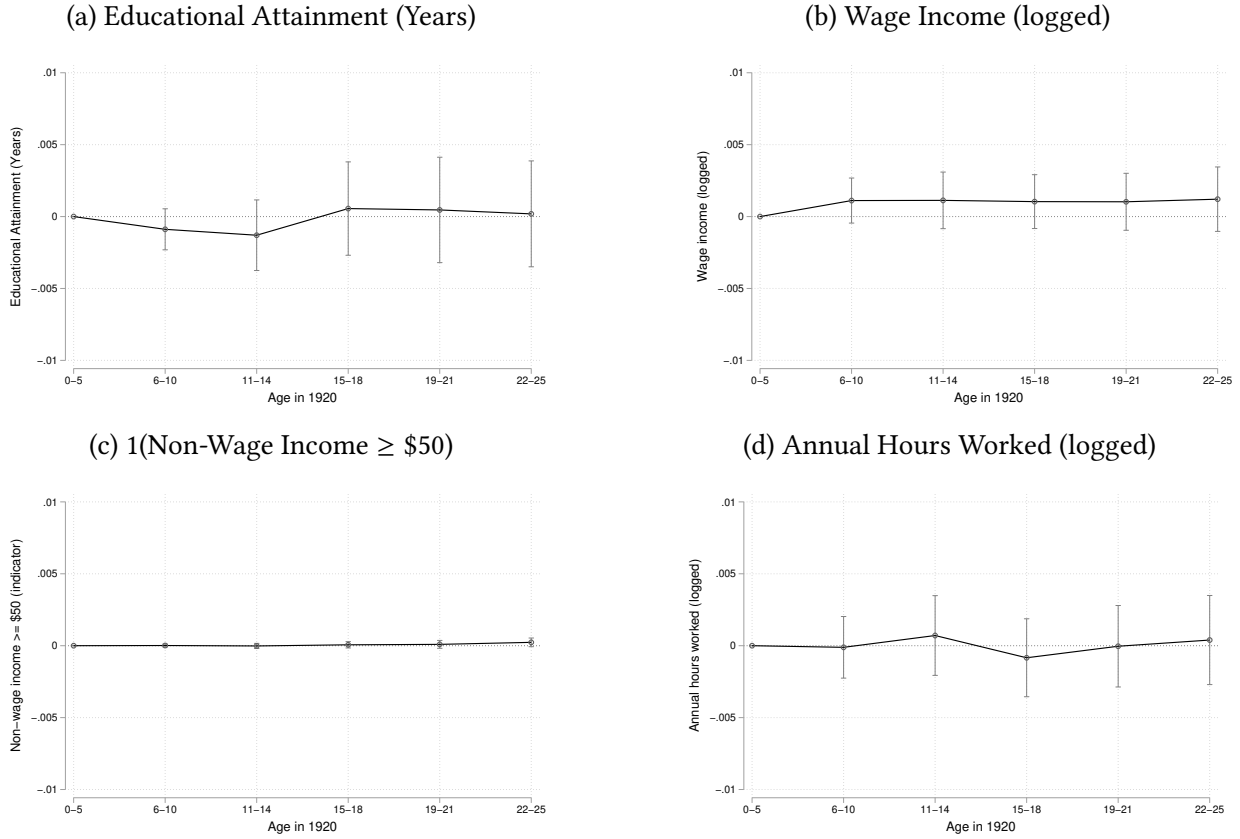 (a) Educational Attainment (Years)
Educational Attainment (Years)
.01
.005
0
−.005
−.01
0−5 6−10 11−14 15−18 19−21 22−25
Age in 1920
(b) Wage Income (logged)
Wage income (logged)
.01
.005
0
−.005
−.01
0−5 6−10 11−14 15−18 19−21 22−25
Age in 1920
(c) 1(Non-Wage Income ≥ $50)
Non−wage income >= $50 (indicator)
.01
.005
0
−.005
−.01
0−5 6−10 11−14 15−18 19−21 22−25
Age in 1920
(d) Annual Hours Worked (logged)
Annual hours worked (logged)
.01
.005
0
−.005
−.01
0−5 6−10 11−14 15−18 19−21 22−25
Age in 1920